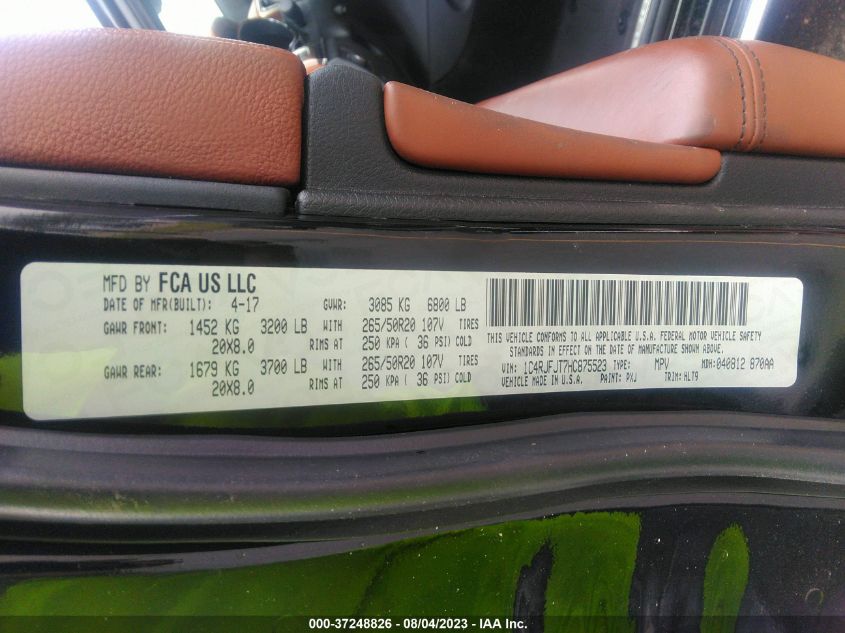 MFD BY FCA US LLC
DATE OF MFR(BUILT): 4-17 GVWR: 3085 KG 6800 LB
GAWR FRONT: 1452 KG 3200 LB WITH 265/50R20 107V TIRES
20X8.0 RIMS AT 250 KPA ( 36 PSI) COLD
GAWR REAR: 1679 KG 3700 LB WITH 265/50R20 107V TIRES
20X8.0 RIMS AT 250 KPA ( 36 PSI) COLD
THIS VEHICLE CONFORMS TO ALL APPLICABLE U.S.A. FEDERAL MOTOR VEHICLE SAFETY
STANDARDS IN EFFECT ON THE DATE OF MANUFACTURE SHOWN ABOVE.
VIN: 1C4RJFJT7HC875523 TYPE: MPV MDH: 040812 870AA
MADE IN U.S.A. PAINT: PXJ TRIM: HLT9
000-37248826 - 08/04/2023 - IAA Inc.